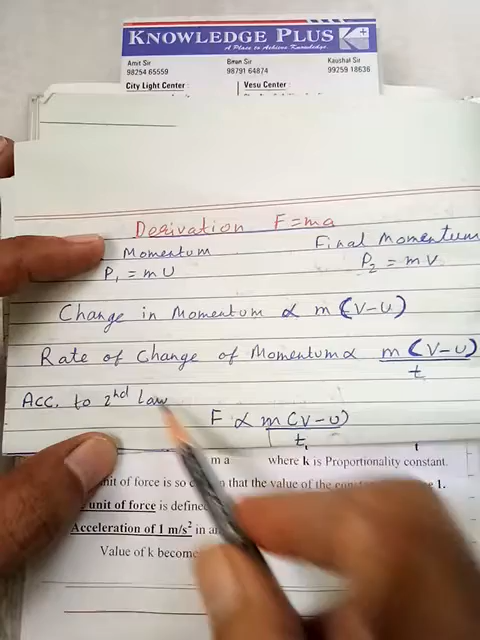 KNOWLEDGE PLUS
A Place to Achieve Knowledge.
K+
Amit Sir
98254 65559
Biran Sir
98791 64874
Kaushal Sir
99259 18636
City Light Center :
Vesu Center :
Derivation F=ma
Momentum
P₁ = mU
Final Momentum
P₂ = mV
Change in Momentum ∝ m(V-U)
Rate of Change of Momentum ∝ m(V-U)/t
Acc. to 2nd Law
F ∝ m(V-U)/t
m a where k is Proportionality constant.
unit of force is so that the value of the 1.
unit of force is define
Acceleration of 1 m/s² in a
Value of k become